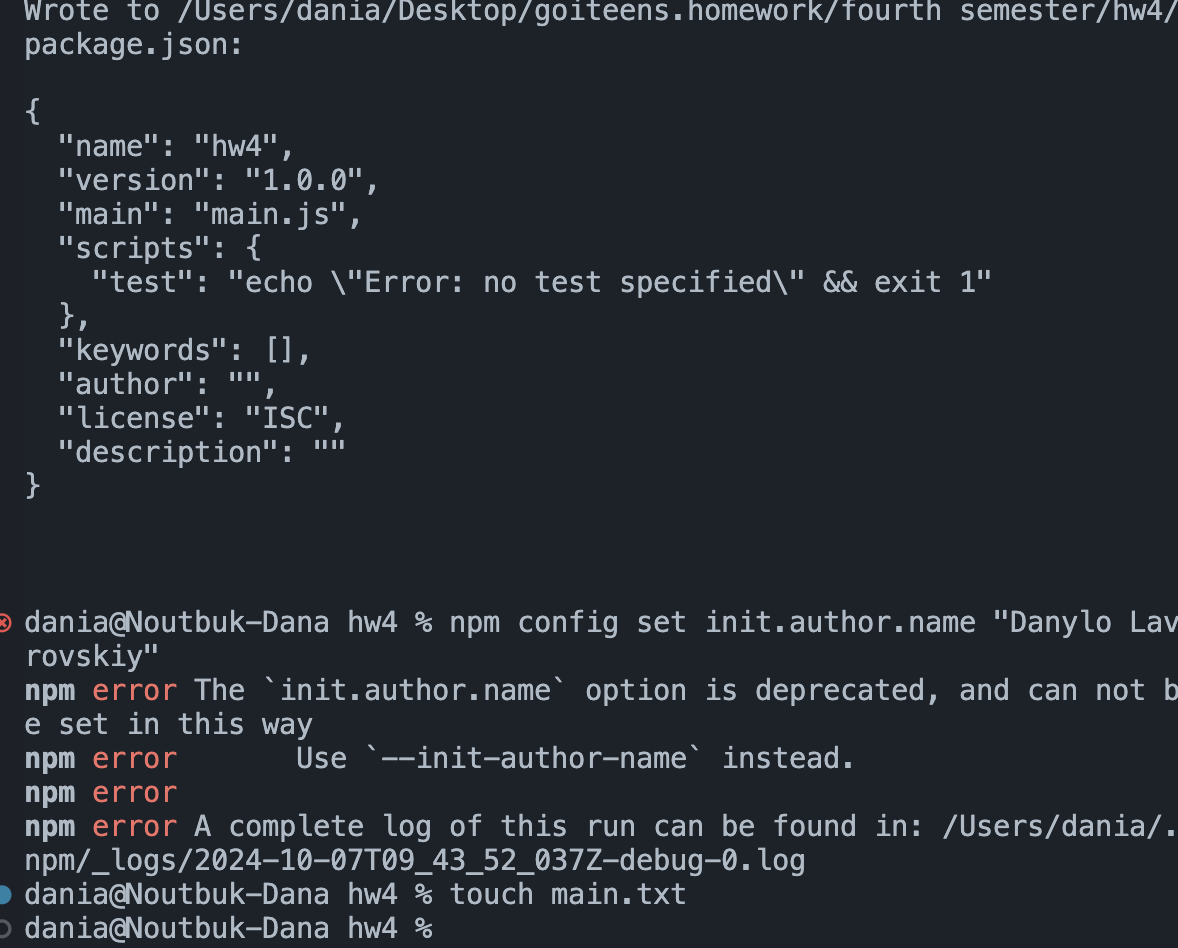 Wrote to /Users/dania/Desktop/goiteens.homework/fourth semester/hw4/
package.json:
{
  "name": "hw4",
  "version": "1.0.0",
  "main": "main.js",
  "scripts": {
    "test": "echo \"Error: no test specified\" && exit 1"
  },
  "keywords": [],
  "author": "",
  "license": "ISC",
  "description": ""
}
dania@Noutbuk-Dana hw4 % npm config set init.author.name "Danylo Lav
rovskiy"
npm error The `init.author.name` option is deprecated, and can not b
e set in this way
npm error       Use `--init-author-name` instead.
npm error
npm error A complete log of this run can be found in: /Users/dania/.
npm/_logs/2024-10-07T09_43_52_037Z-debug-0.log
dania@Noutbuk-Dana hw4 % touch main.txt
dania@Noutbuk-Dana hw4 %